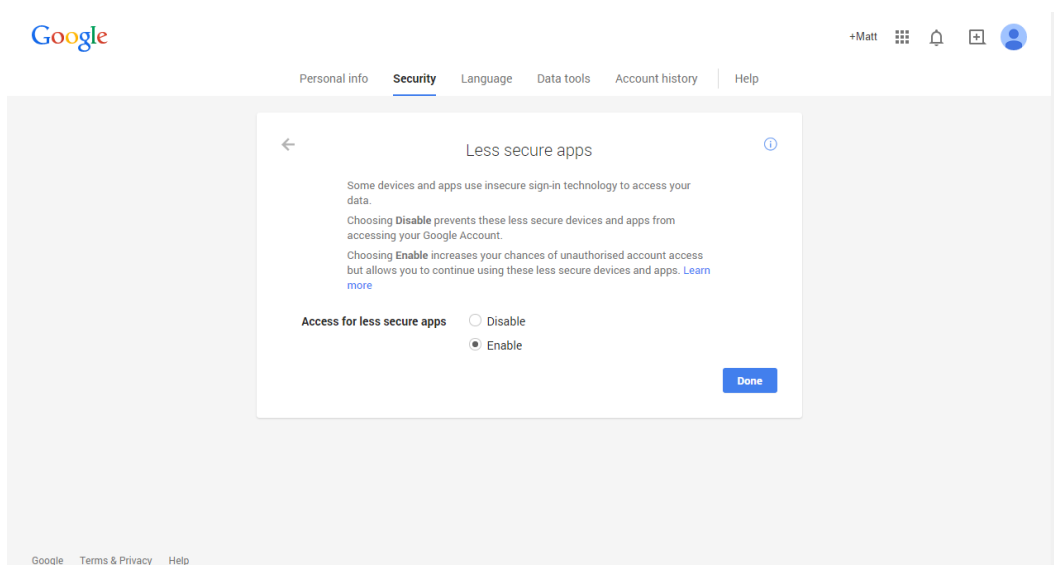 Google
+Matt
Personal info Security Language Data tools Account history Help
Less secure apps
Some devices and apps use insecure sign-in technology to access your
data.
Choosing Disable prevents these less secure devices and apps from
accessing your Google Account.
Choosing Enable increases your chances of unauthorised account access
but allows you to continue using these less secure devices and apps. Learn
more
Access for less secure apps Disable
Enable
Done
Google Terms & Privacy Help